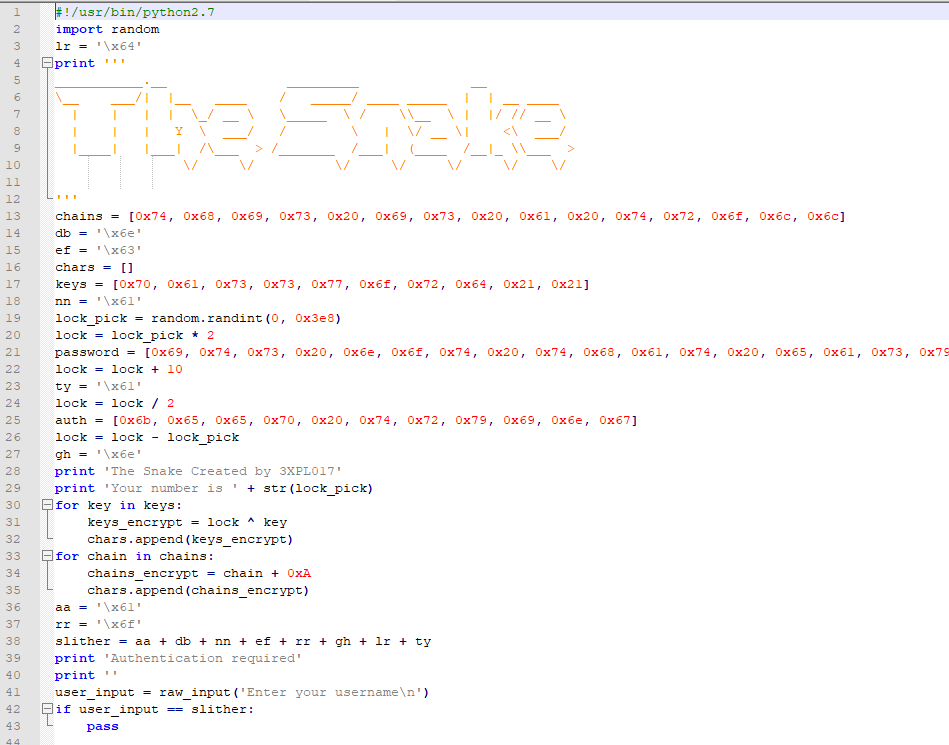 1 #!/usr/bin/python2.7
2 import random
3 lr = '\x64'
4 print '''
5 ___________.__             _________              __
6 \__    ___/|  |__   ____    /   _____/ ____ _____  |  | __ ____
7   |    |   |  |  \_/ __ \   \_____  \ /    \\__  \ |  |/ // __ \
8   |    |   |   Y  \  ___/   /        \   |  \/ __ \|    <\  ___/
9   |____|   |___|  /\___  > /_______  /___|  (____  /__|_ \\___  >
10                 \/     \/          \/     \/     \/     \/    \/
11
12 '''
13 chains = [0x74, 0x68, 0x69, 0x73, 0x20, 0x69, 0x73, 0x20, 0x61, 0x20, 0x74, 0x72, 0x6f, 0x6c, 0x6c]
14 db = '\x6e'
15 ef = '\x63'
16 chars = []
17 keys = [0x70, 0x61, 0x73, 0x73, 0x77, 0x6f, 0x72, 0x64, 0x21, 0x21]
18 nn = '\x61'
19 lock_pick = random.randint(0, 0x3e8)
20 lock = lock_pick * 2
21 password = [0x69, 0x74, 0x73, 0x20, 0x6e, 0x6f, 0x74, 0x20, 0x74, 0x68, 0x61, 0x74, 0x20, 0x65, 0x61, 0x73, 0x79
22 lock = lock + 10
23 ty = '\x61'
24 lock = lock / 2
25 auth = [0x6b, 0x65, 0x65, 0x70, 0x20, 0x74, 0x72, 0x79, 0x69, 0x6e, 0x67]
26 lock = lock - lock_pick
27 gh = '\x6e'
28 print 'The Snake Created by 3XPL017'
29 print 'Your number is ' + str(lock_pick)
30 for key in keys:
31     keys_encrypt = lock ^ key
32     chars.append(keys_encrypt)
33 for chain in chains:
34     chains_encrypt = chain + 0xA
35     chars.append(chains_encrypt)
36 aa = '\x61'
37 rr = '\x6f'
38 slither = aa + db + nn + ef + rr + gh + lr + ty
39 print 'Authentication required'
40 print ''
41 user_input = raw_input('Enter your username\n')
42 if user_input == slither:
43     pass
44